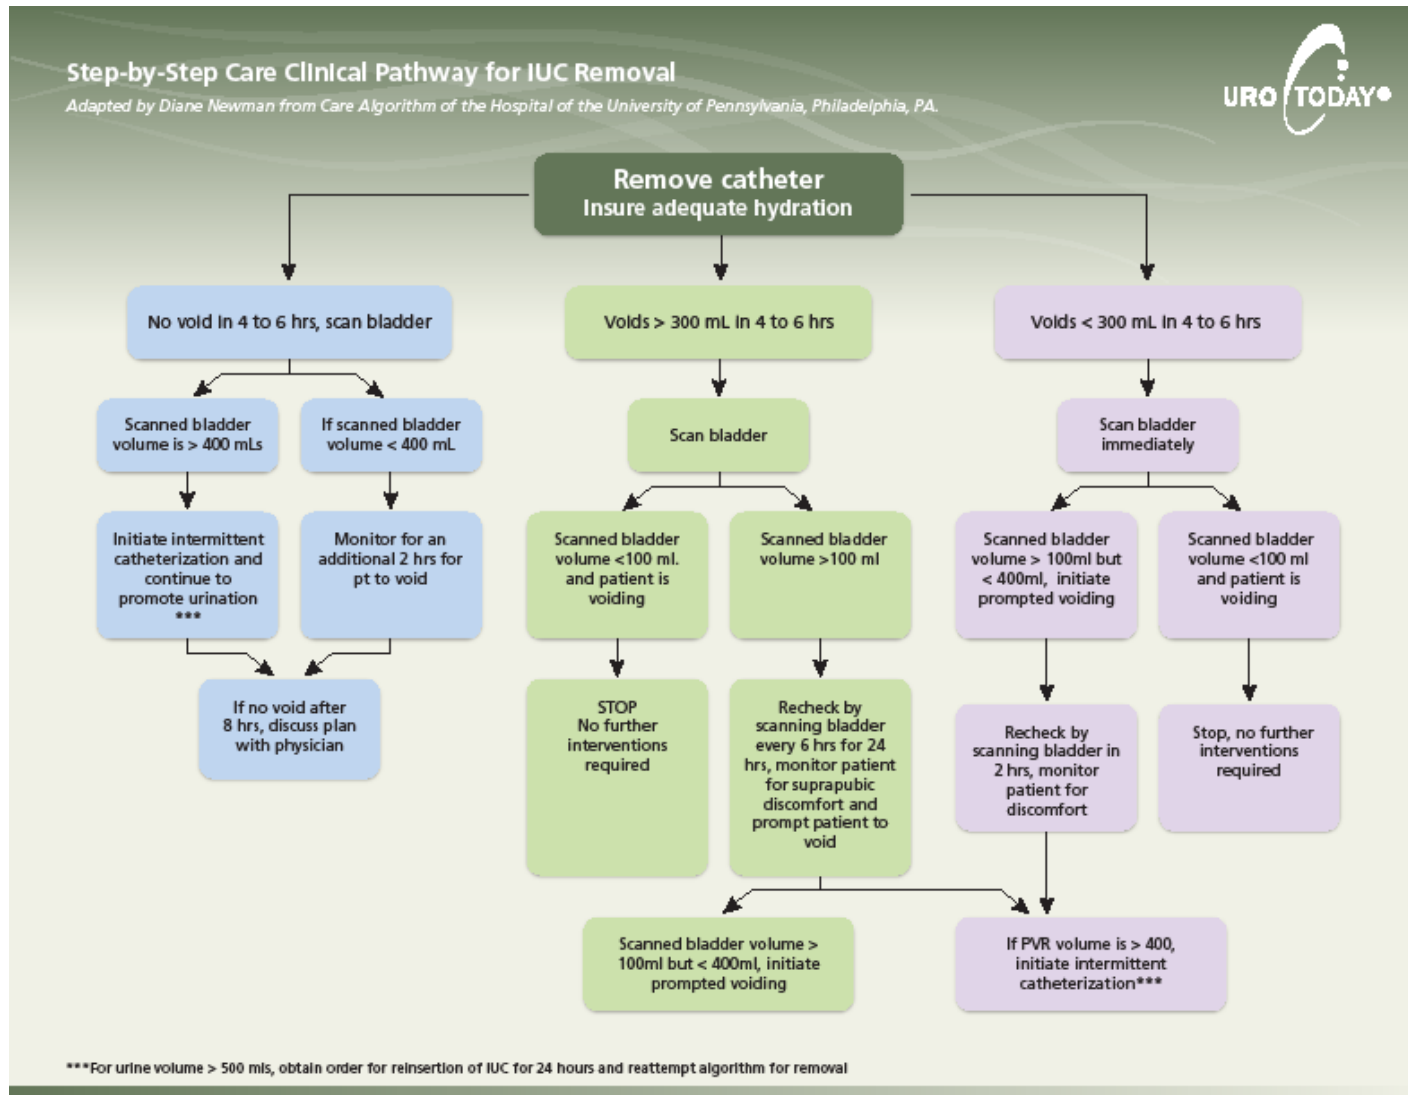 Step-by-Step Care Clinical Pathway for IUC Removal
Adapted by Diane Newman from Care Algorithm of the Hospital of the University of Pennsylvania, Philadelphia, PA.
URO TODAY
Remove catheter
Insure adequate hydration
No void in 4 to 6 hrs, scan bladder
Voids > 300 mL in 4 to 6 hrs
Voids < 300 mL in 4 to 6 hrs
Scanned bladder
volume is > 400 mLs
If scanned bladder
volume < 400 mL
Scan bladder
Scan bladder
immediately
Initiate intermittent
catheterization and
continue to
promote urination
***
Monitor for an
additional 2 hrs for
pt to void
Scanned bladder
volume <100 ml.
and patient is
voiding
Scanned bladder
volume >100 ml
Scanned bladder
volume > 100ml but
< 400ml, initiate
prompted voiding
Scanned bladder
volume <100 ml
and patient is
voiding
If no void after
8 hrs, discuss plan
with physician
STOP
No further
interventions
required
Recheck by
scanning bladder
every 6 hrs for 24
hrs, monitor patient
for suprapubic
discomfort and
prompt patient to
void
Recheck by
scanning bladder in
2 hrs, monitor
patient for
discomfort
Stop, no further
interventions
required
Scanned bladder volume >
100ml but < 400ml, initiate
prompted voiding
If PVR volume is > 400,
initiate intermittent
catheterization***
***For urine volume > 500 mls, obtain order for reinsertion of IUC for 24 hours and reattempt algorithm for removal